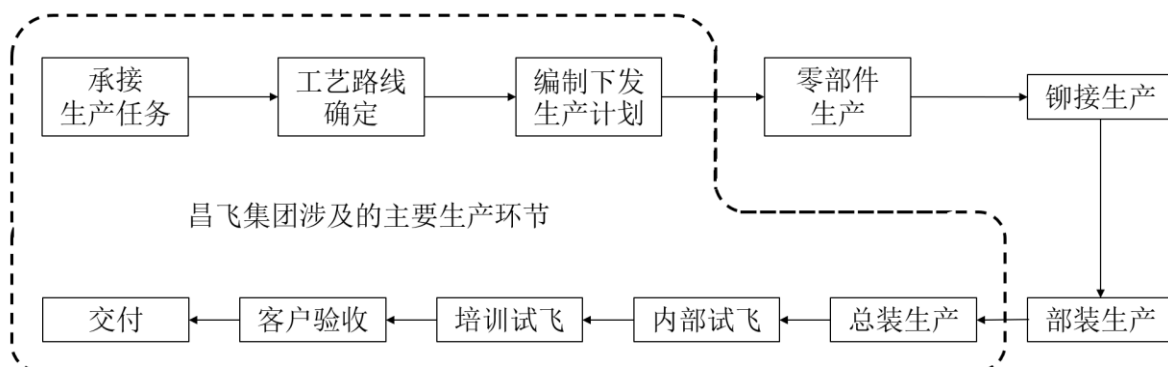 承接
生产任务
工艺路线
确定
编制下发
生产计划
零部件
生产
铆接生产
昌飞集团涉及的主要生产环节
交付
客户验收
培训试飞
内部试飞
总装生产
部装生产